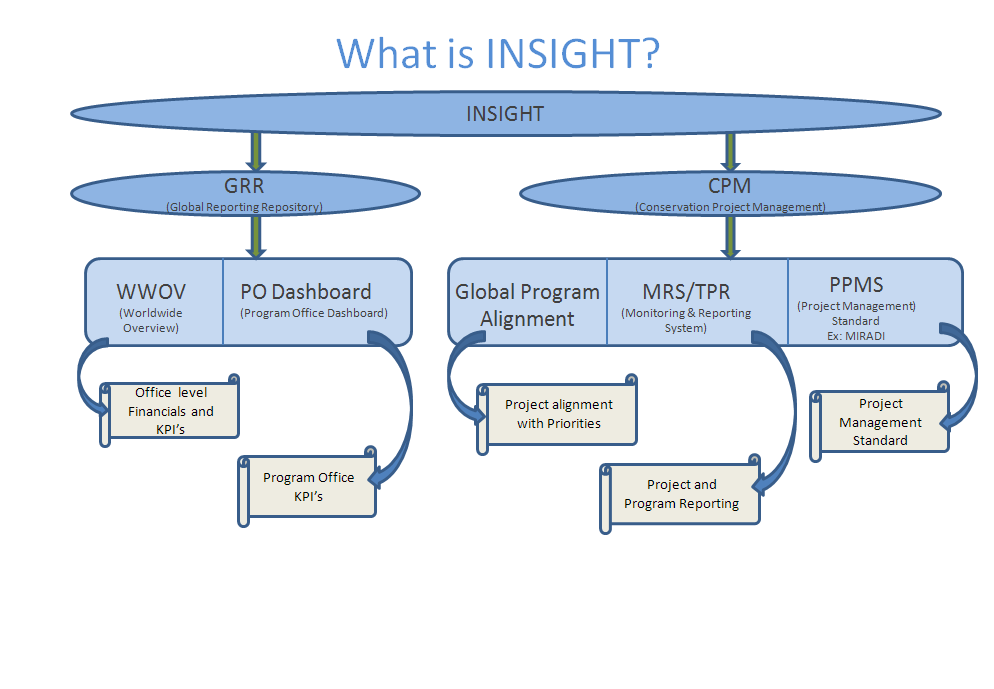 What is INSIGHT?
INSIGHT
GRR
(Global Reporting Repository)
CPM
(Conservation Project Management)
WWOV
(Worldwide
Overview)
PO Dashboard
(Program Office Dashboard)
Global Program
Alignment
MRS/TPR
(Monitoring & Reporting
System)
PPMS
(Project Management)
Standard
Ex: MIRADI
Office level
Financials and
KPI's
Program Office
KPI's
Project alignment
with Priorities
Project and
Program Reporting
Project
Management
Standard